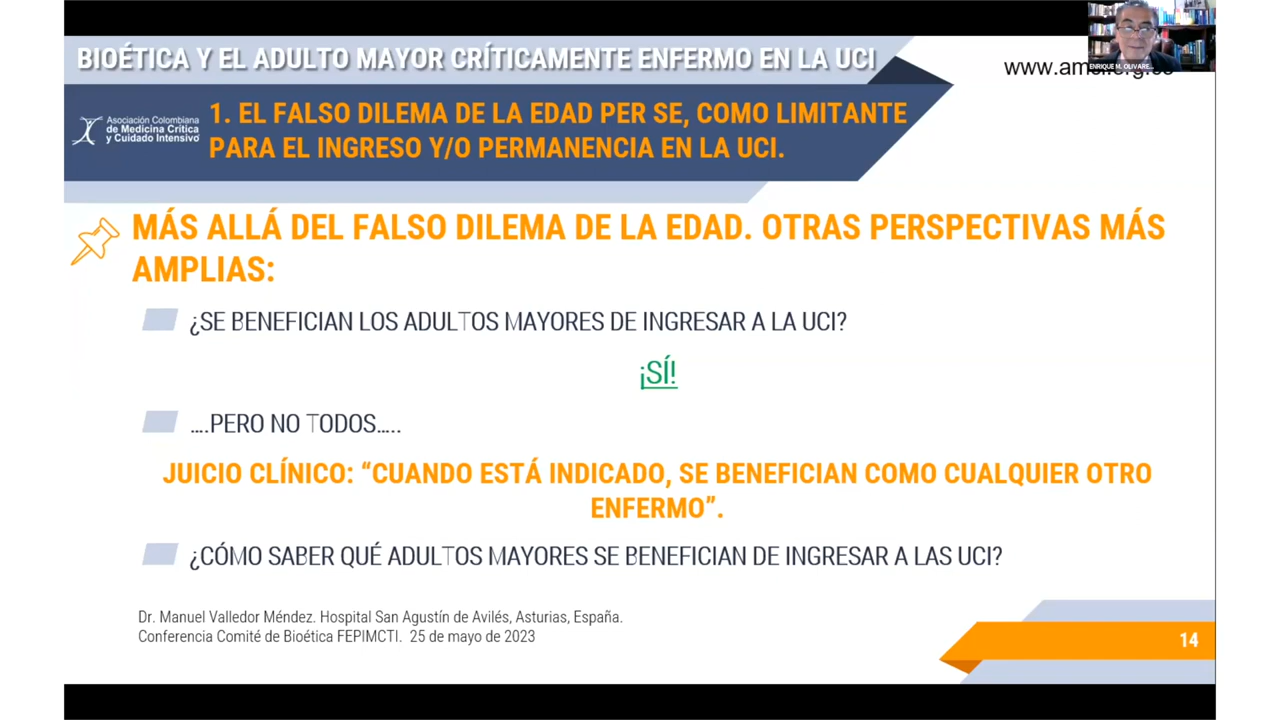 BIOÉTICA Y EL ADULTO MAYOR CRÍTICAMENTE ENFERMO EN LA UCI
ENRIQUE M. OLIVARE...
Asociación Colombiana
de Medicina Crítica
y Cuidado Intensivo
1. EL FALSO DILEMA DE LA EDAD PER SE, COMO LIMITANTE
PARA EL INGRESO Y/O PERMANENCIA EN LA UCI.
MÁS ALLÁ DEL FALSO DILEMA DE LA EDAD. OTRAS PERSPECTIVAS MÁS
AMPLIAS:
¿SE BENEFICIAN LOS ADULTOS MAYORES DE INGRESAR A LA UCI?
¡SÍ!
....PERO NO TODOS.....
JUICIO CLÍNICO: “CUANDO ESTÁ INDICADO, SE BENEFICIAN COMO CUALQUIER OTRO
ENFERMO”.
¿CÓMO SABER QUÉ ADULTOS MAYORES SE BENEFICIAN DE INGRESAR A LAS UCI?
Dr. Manuel Valledor Méndez. Hospital San Agustín de Avilés, Asturias, España.
Conferencia Comité de Bioética FEPIMCTI. 25 de mayo de 2023
14